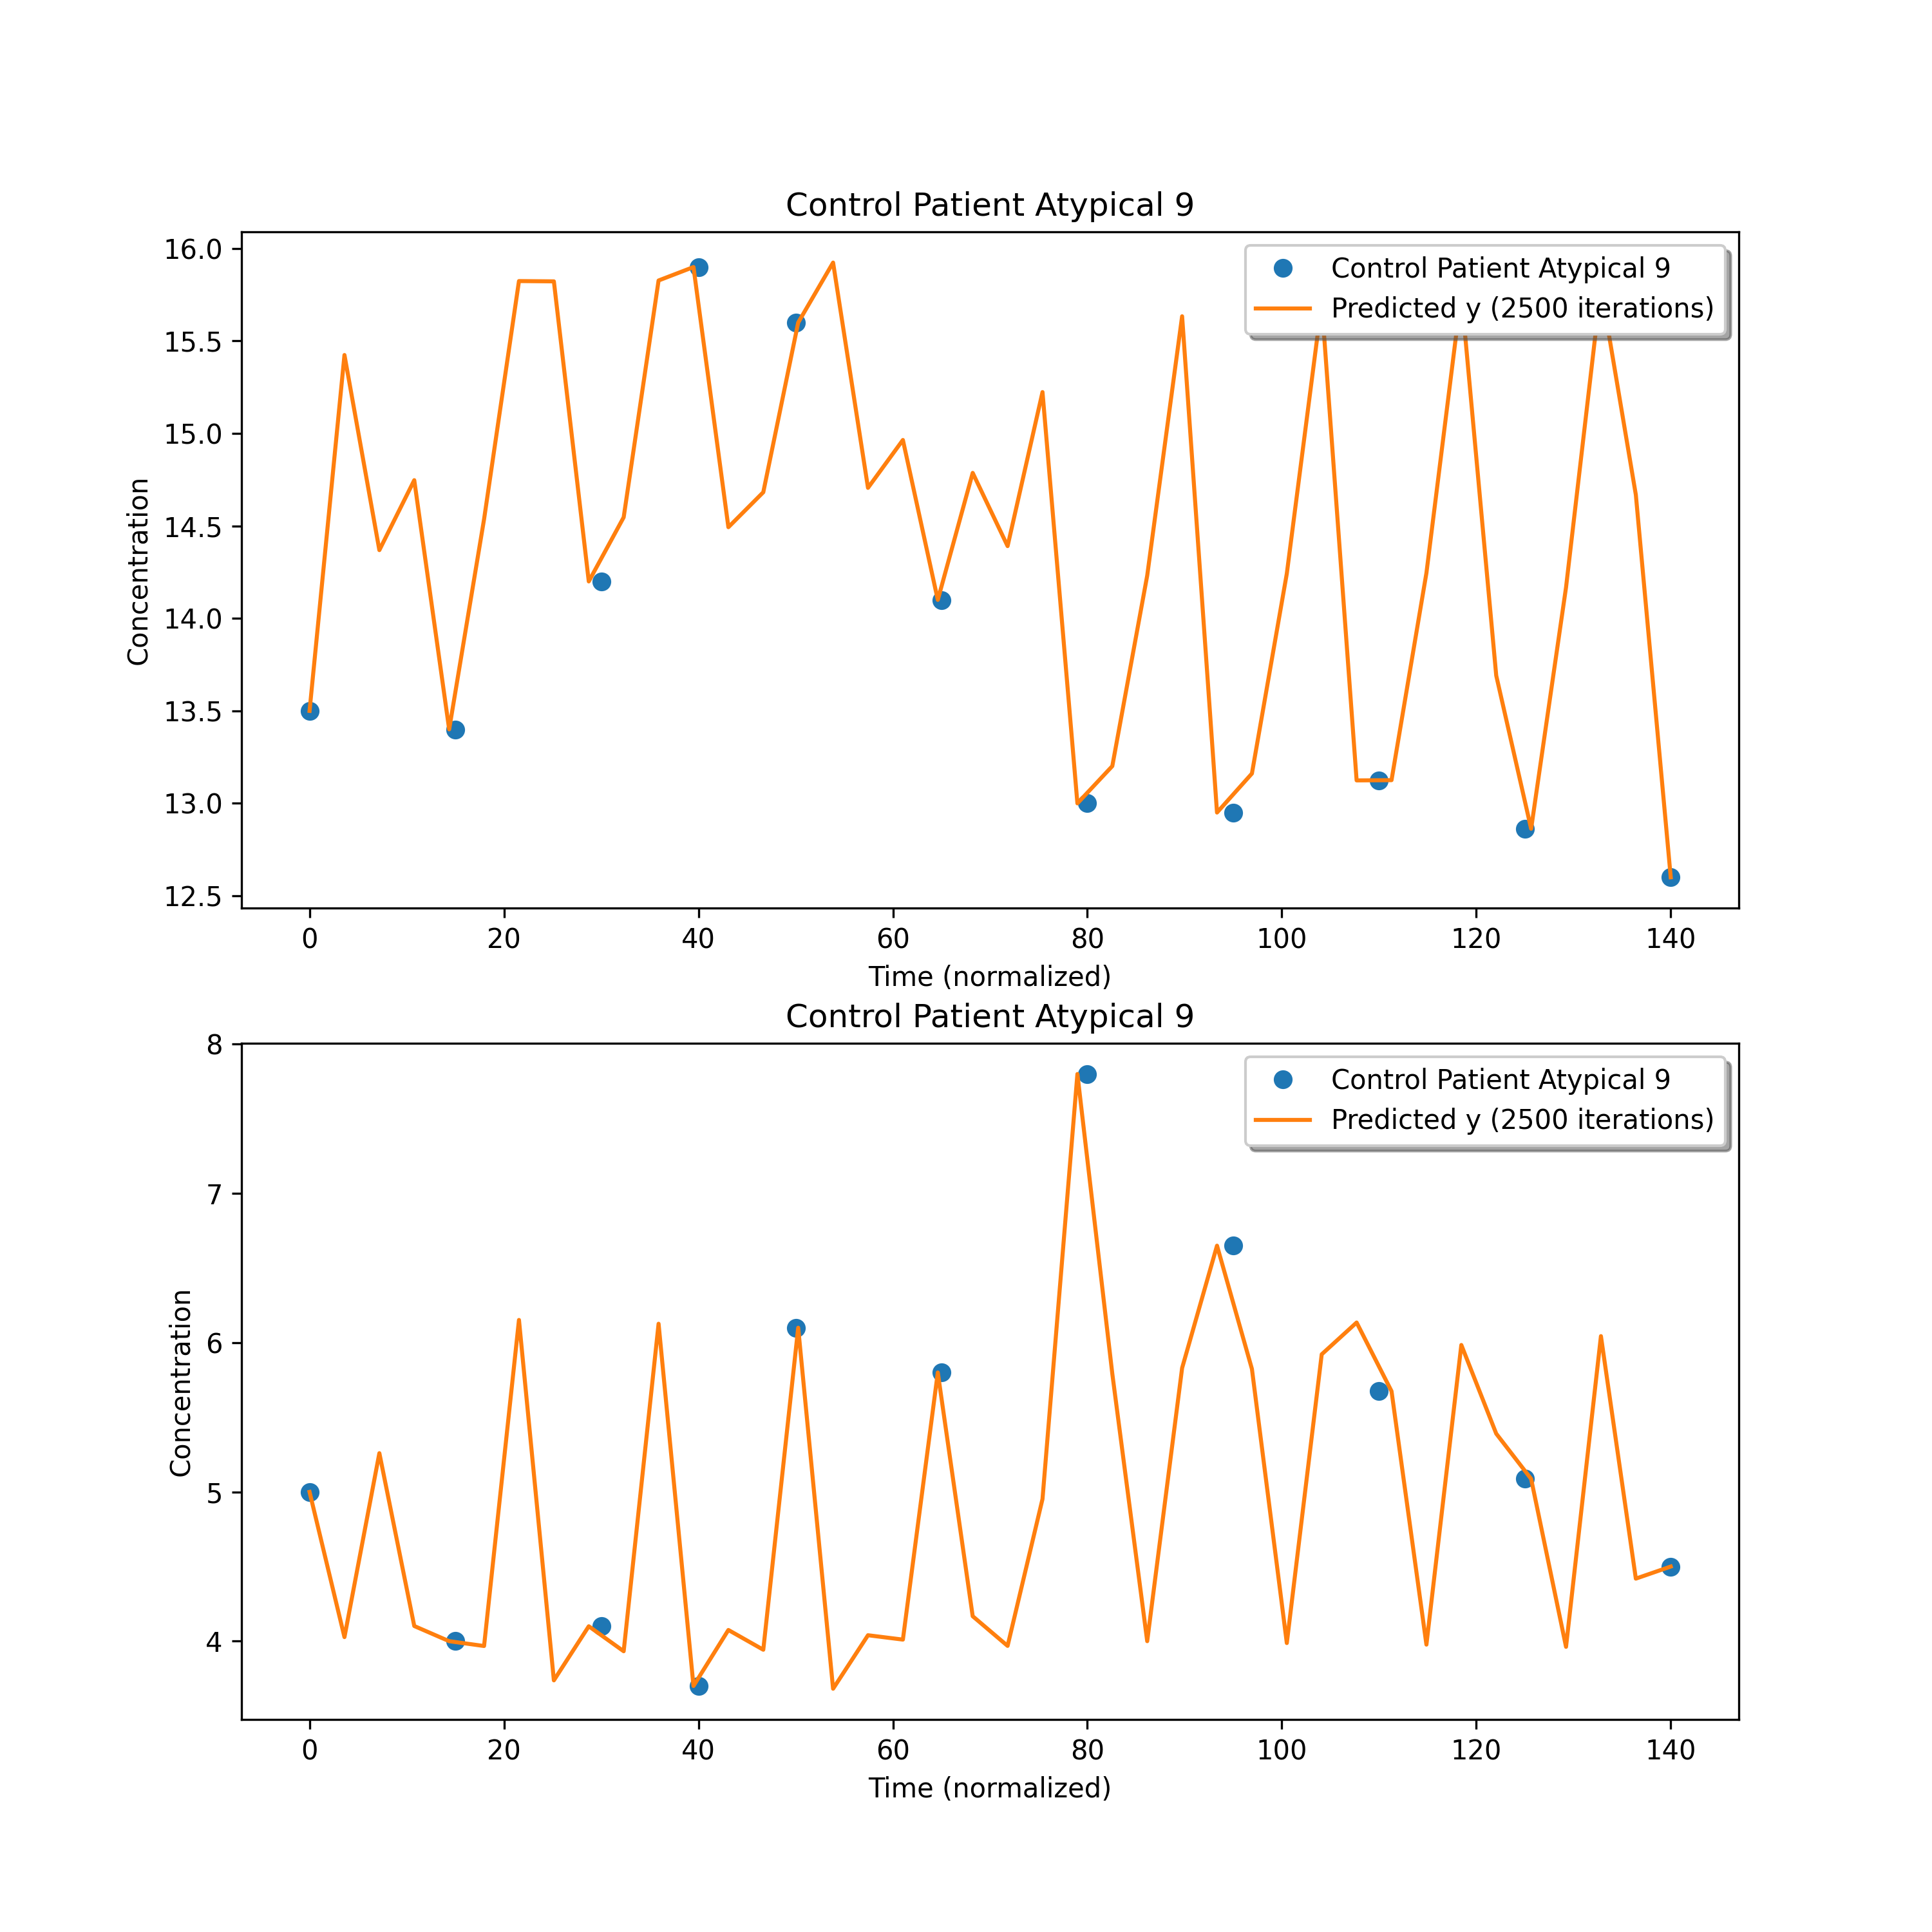 Control Patient Atypical 9
16.0
15.5
15.0
14.5
14.0
13.5
13.0
12.5
Concentration
Control Patient Atypical 9
Predicted y (2500 iterations)
0 20 40 60 80 100 120 140
Time (normalized)
Control Patient Atypical 9
8
7
6
5
4
Concentration
Control Patient Atypical 9
Predicted y (2500 iterations)
0 20 40 60 80 100 120 140
Time (normalized)